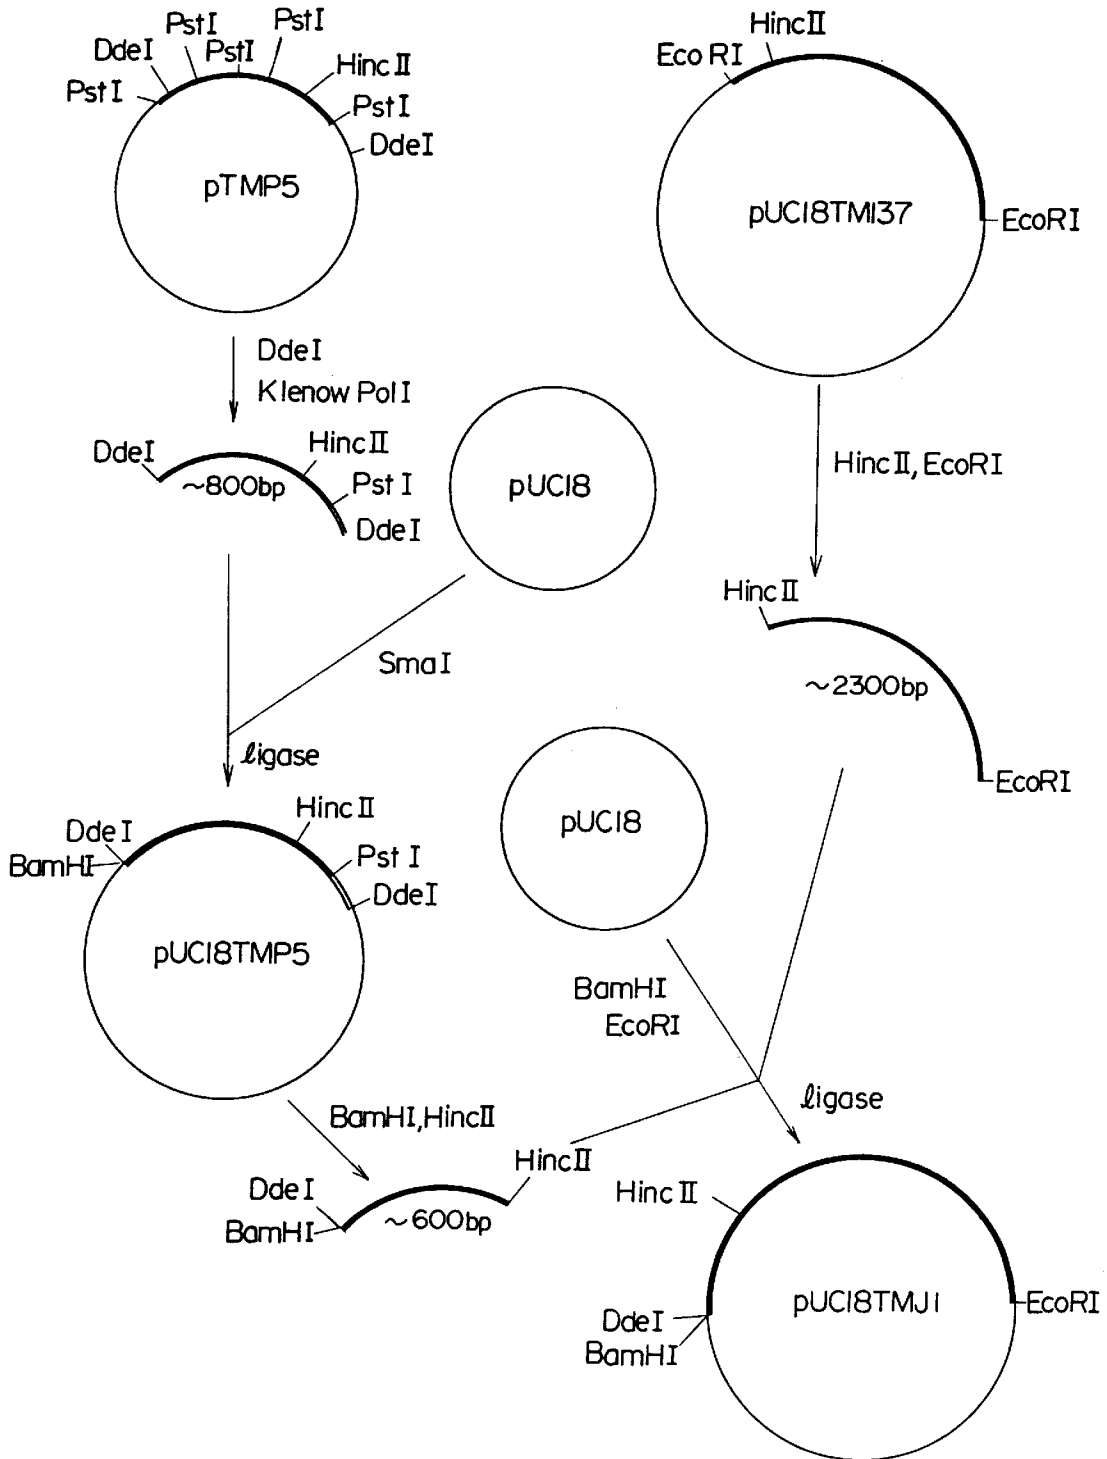 PstI
PstI
DdeI
PstI
HincII
PstI
PstI
DdeI
pTMP5
HincII
EcoRI
pUC18TM137
EcoRI
DdeI
Klenow PolI
DdeI
HincII
~800bp
PstI
DdeI
pUC18
HincII, EcoRI
SmaI
HincII
~2300bp
EcoRI
ligase
DdeI
BamHI
HincII
PstI
DdeI
pUC18TMP5
pUC18
BamHI
EcoRI
BamHI, HincII
ligase
DdeI
BamHI
HincII
~600bp
HincII
DdeI
BamHI
pUC18TMJ1
EcoRI